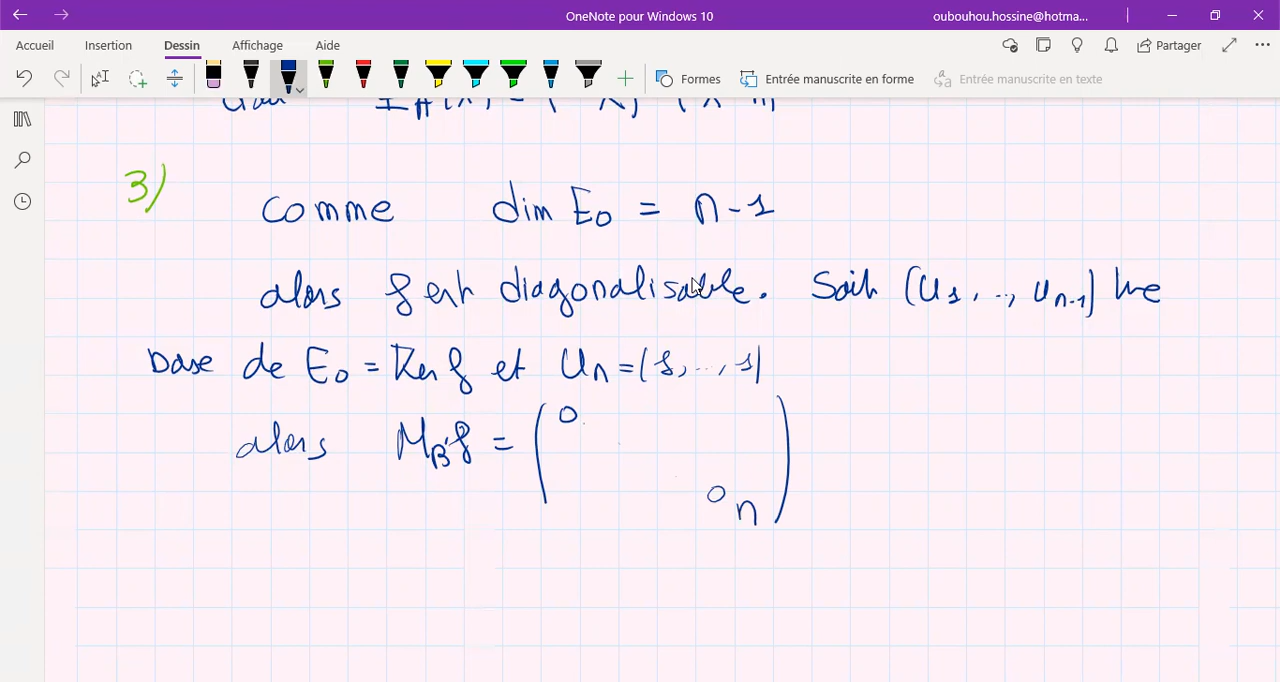 OneNote pour Windows 10
oubouhou.hossine@hotma...
Accueil Insertion Dessin Affichage Aide
Partager
Formes Entrée manuscrite en forme Entrée manuscrite en texte
3)
comme dim E₀ = n-1
alors f est diagonalisable. Soit (u₁, .., uₙ₋₁) une
base de E₀ = Ker f et uₙ = (1, ..., 1)
alors M_B' f = ( 0
0
n )